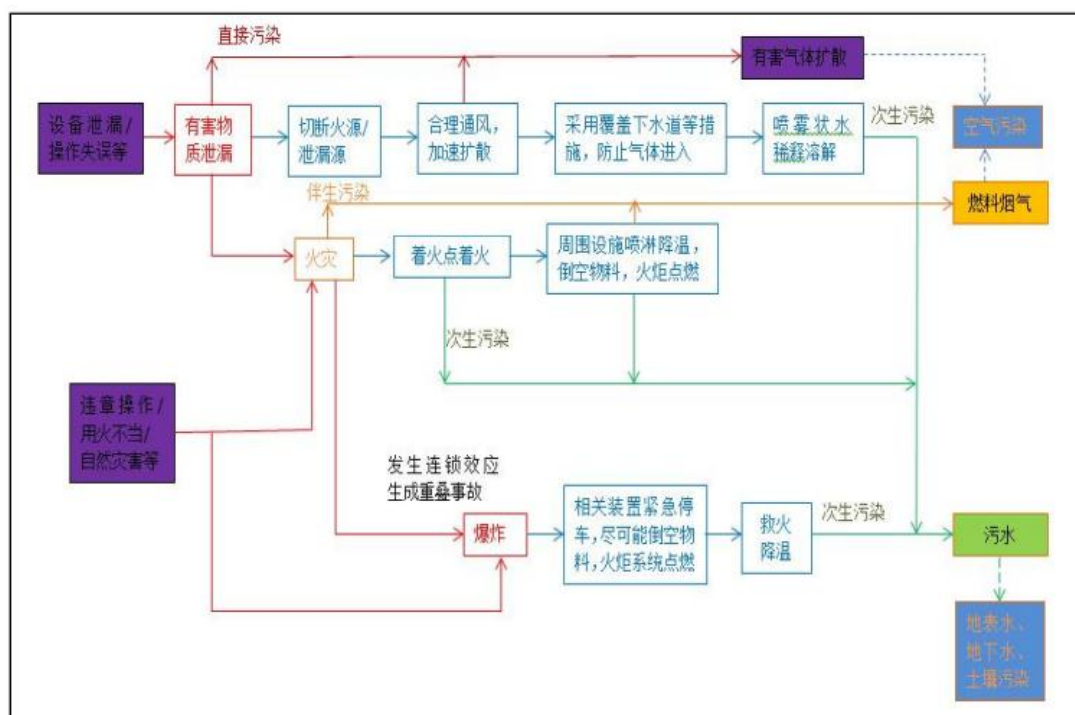 直接污染
有害气体扩散
设备泄漏/
操作失误等
有害物
质泄漏
切断火源/
泄漏源
合理通风，
加速扩散
采用覆盖下水道等措
施，防止气体进入
喷雾状水
稀释溶解
次生污染
空气污染
伴生污染
燃料烟气
火灾
着火点着火
周围设施喷淋降温，
倒空物料，火炬点燃
次生污染
违章操作/
用火不当/
自然灾害等
发生连锁效应
生成重叠事故
爆炸
相关装置紧急停
车，尽可能倒空物
料，火炬系统点燃
救火
降温
次生污染
污水
地表水、
地下水、
土壤污染